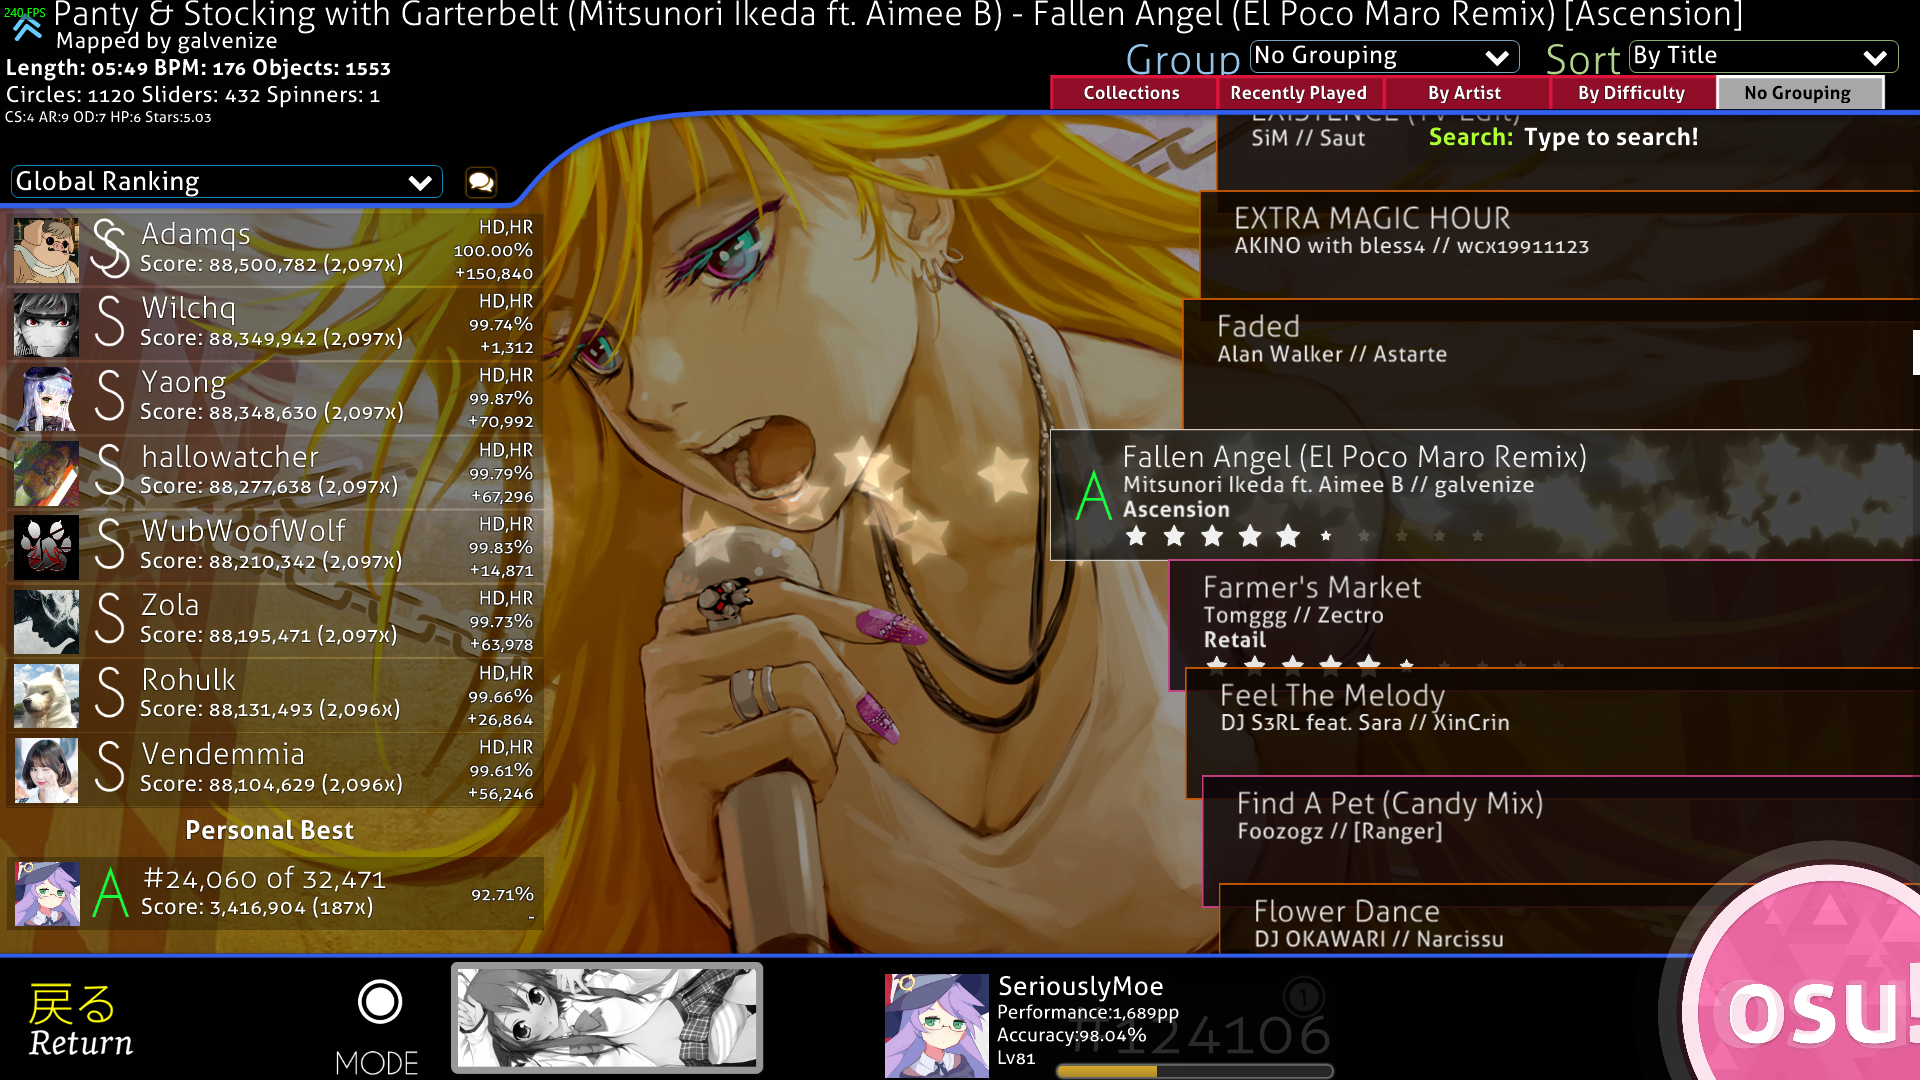 240 FPS
Panty & Stocking with Garterbelt (Mitsunori Ikeda ft. Aimee B) - Fallen Angel (El Poco Maro Remix) [Ascension]
Mapped by galvenize
Length: 05:49 BPM: 176 Objects: 1553
Circles: 1120 Sliders: 432 Spinners: 1
CS:4 AR:9 OD:7 HP:6 Stars:5.03
Group No Grouping
Sort By Title
Collections
Recently Played
By Artist
By Difficulty
No Grouping
Search: Type to search!
Global Ranking
S Adamqs
Score: 88,500,782 (2,097x)
HD,HR
100.00%
+150,840
S Wilchq
Score: 88,349,942 (2,097x)
HD,HR
99.74%
+1,312
S Yaong
Score: 88,348,630 (2,097x)
HD,HR
99.87%
+70,992
S hallowatcher
Score: 88,277,638 (2,097x)
HD,HR
99.79%
+67,296
S WubWoofWolf
Score: 88,210,342 (2,097x)
HD,HR
99.83%
+14,871
S Zola
Score: 88,195,471 (2,097x)
HD,HR
99.73%
+63,978
S Rohulk
Score: 88,131,493 (2,096x)
HD,HR
99.66%
+26,864
S Vendemmia
Score: 88,104,629 (2,096x)
HD,HR
99.61%
+56,246
Personal Best
A #24,060 of 32,471
Score: 3,416,904 (187x)
92.71%
-
EXISTENCE (TV Edit)
SiM // Saut
EXTRA MAGIC HOUR
AKINO with bless4 // wcx19911123
Faded
Alan Walker // Astarte
A Fallen Angel (El Poco Maro Remix)
Mitsunori Ikeda ft. Aimee B // galvenize
Ascension
Farmer's Market
Tomggg // Zectro
Retail
Feel The Melody
DJ S3RL feat. Sara // XinCrin
Find A Pet (Candy Mix)
Foozogz // [Ranger]
Flower Dance
DJ OKAWARI // Narcissu
戻る
Return
MODE
SeriouslyMoe
Performance:1,689pp
Accuracy:98.04%
Lv81
1
#124106
osu!